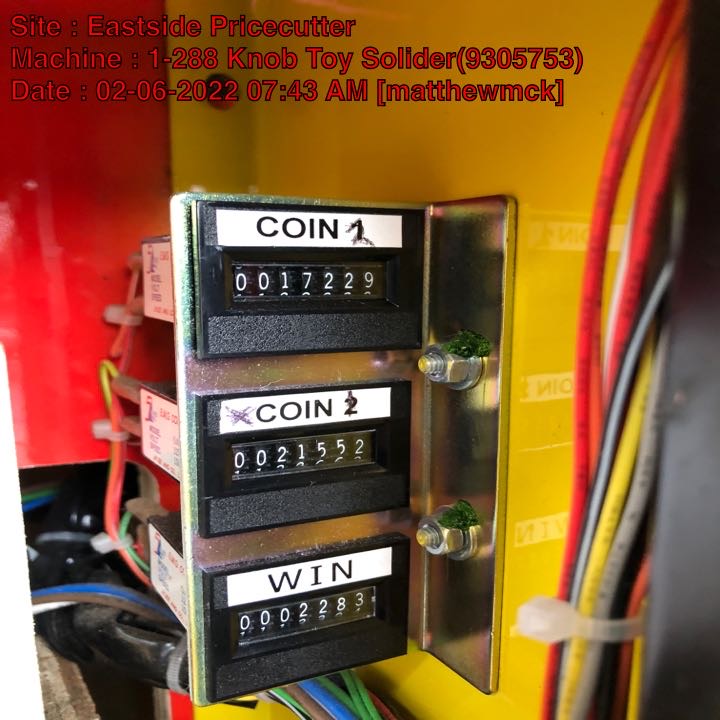 Site : Eastside Pricecutter
Machine : 1-288 Knob Toy Solider(9305753)
Date : 02-06-2022 07:43 AM [matthewmck]
COIN 1
0017229
COIN 2
0021552
WIN
0002283